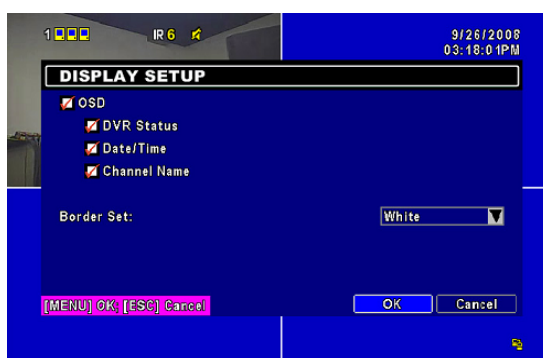 1 IR 6 9/26/2008
03:18:01PM
DISPLAY SETUP
OSD
DVR Status
Date/Time
Channel Name
Border Set: White
[MENU] OK; [ESC] Cancel OK Cancel